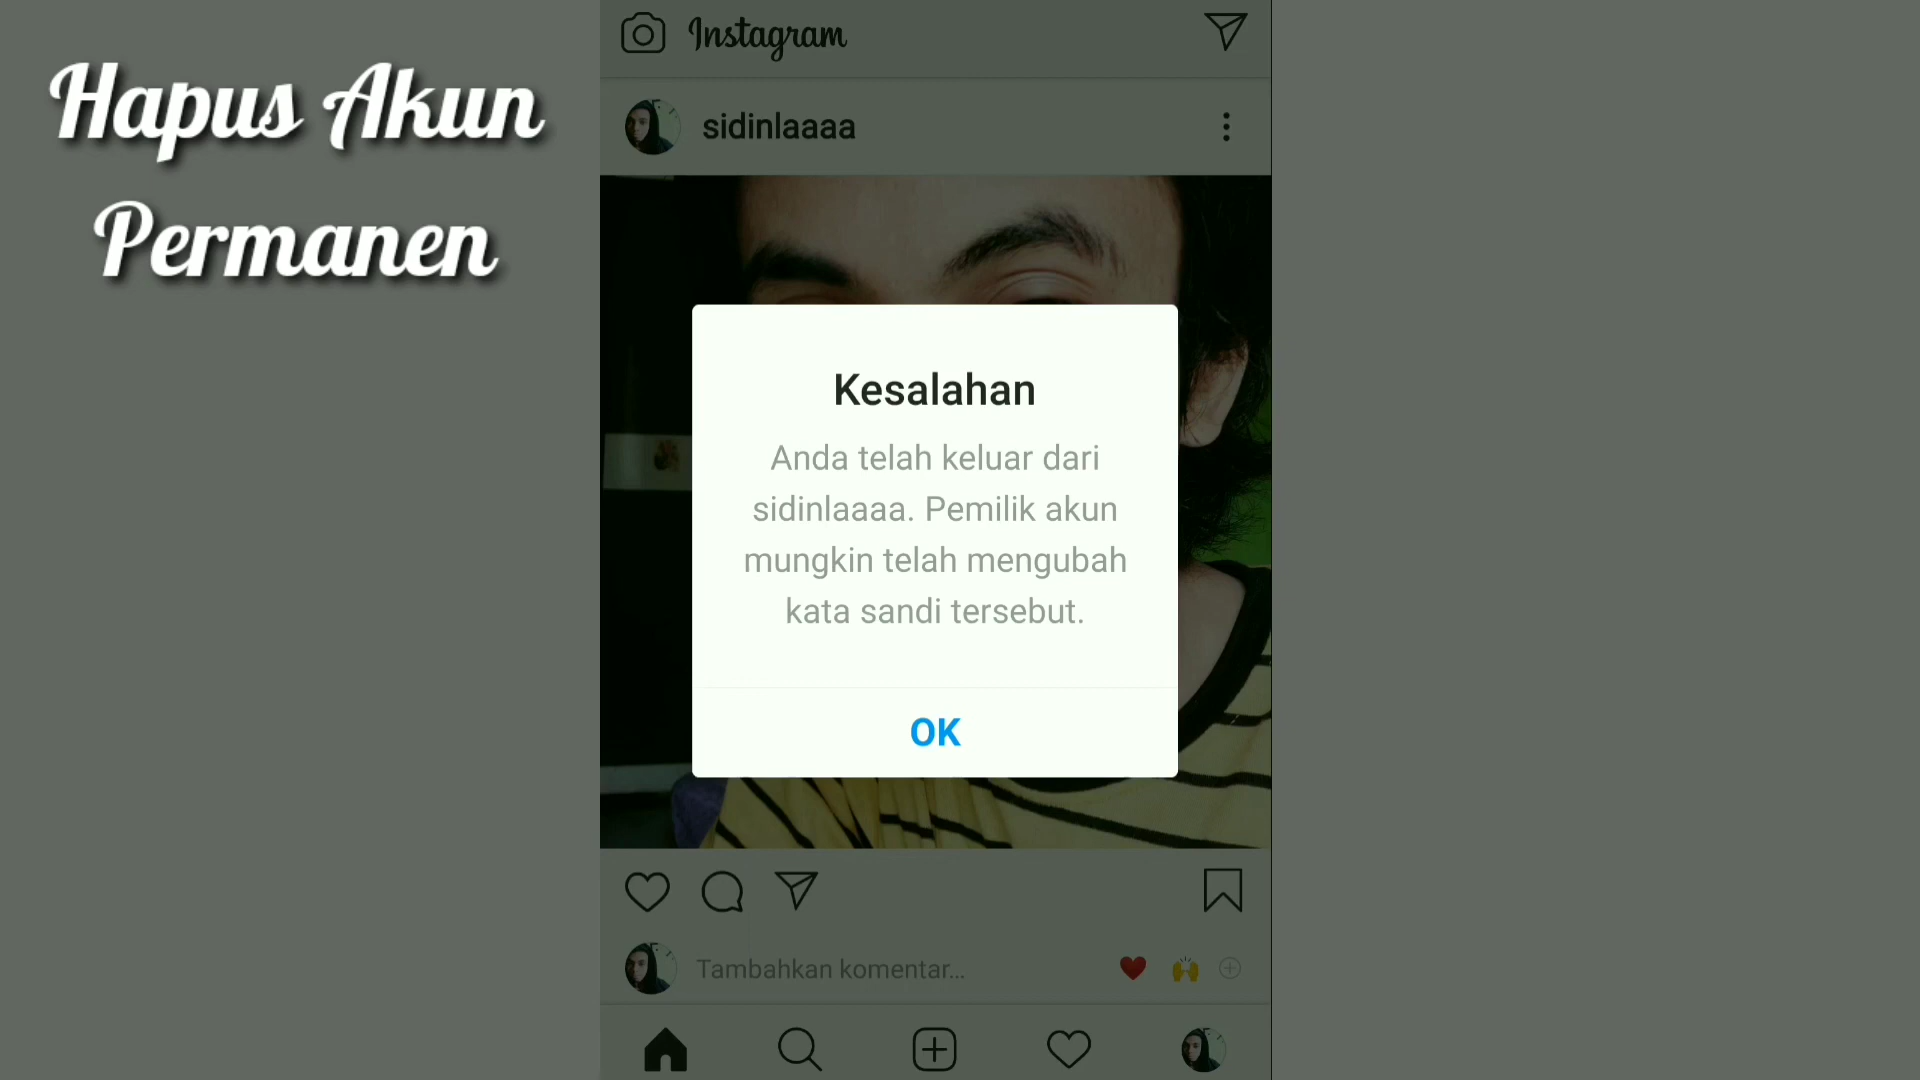 Hapus Akun
Permanen
Instagram
sidinlaaaa
Kesalahan
Anda telah keluar dari
sidinlaaaa. Pemilik akun
mungkin telah mengubah
kata sandi tersebut.
OK
Tambahkan komentar...